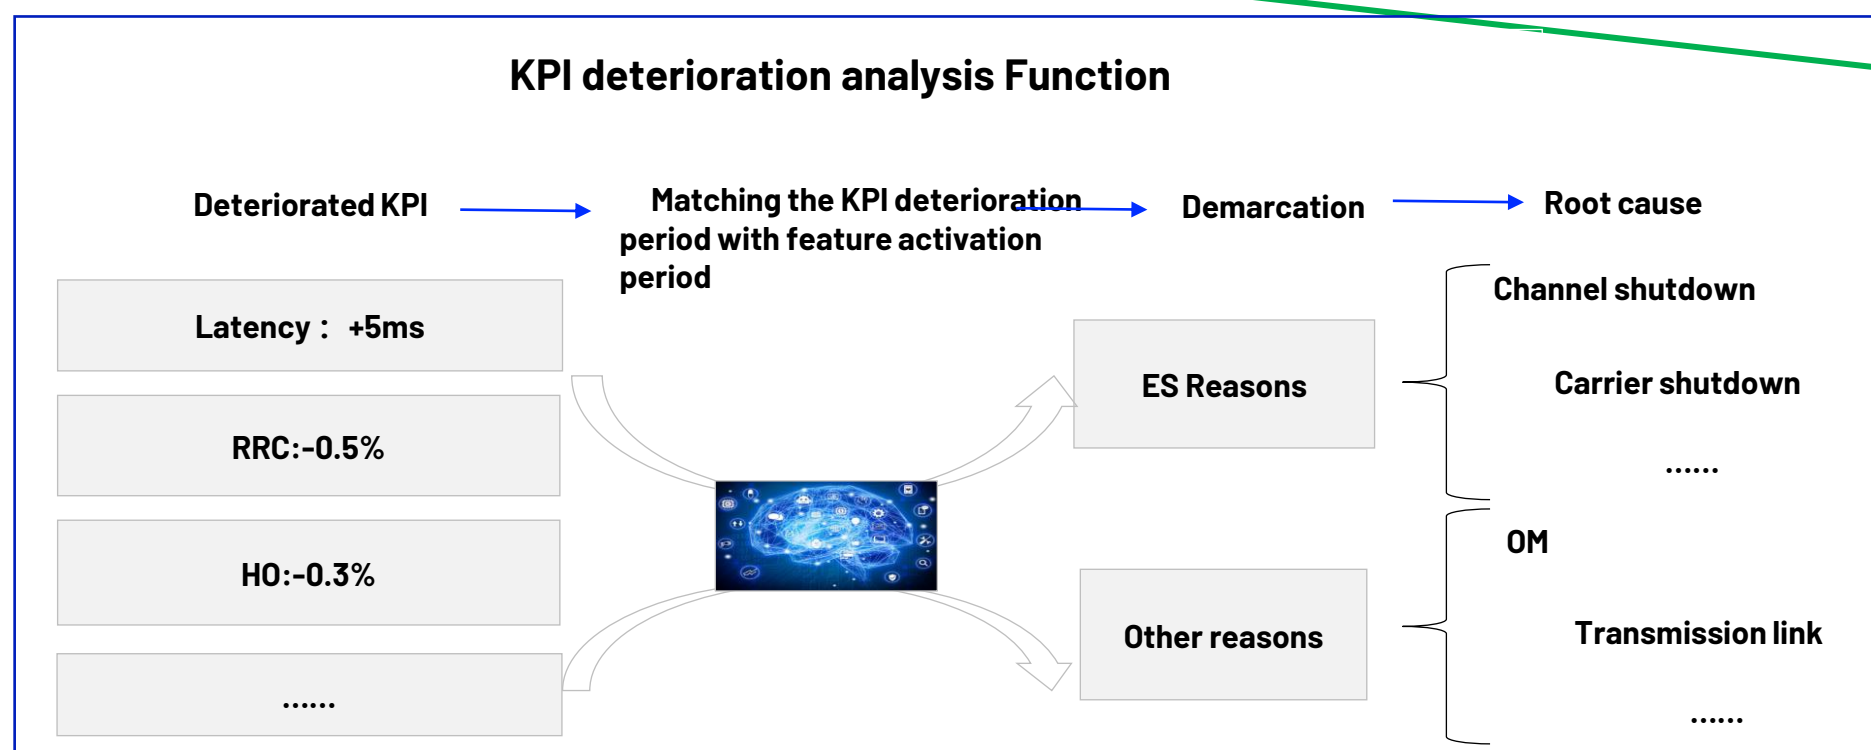 KPI deterioration analysis Function
Deteriorated KPI
Matching the KPI deterioration
period with feature activation
period
Demarcation
Root cause
Latency： +5ms
RRC:-0.5%
HO:-0.3%
......
ES Reasons
Other reasons
Channel shutdown
Carrier shutdown
......
OM
Transmission link
......